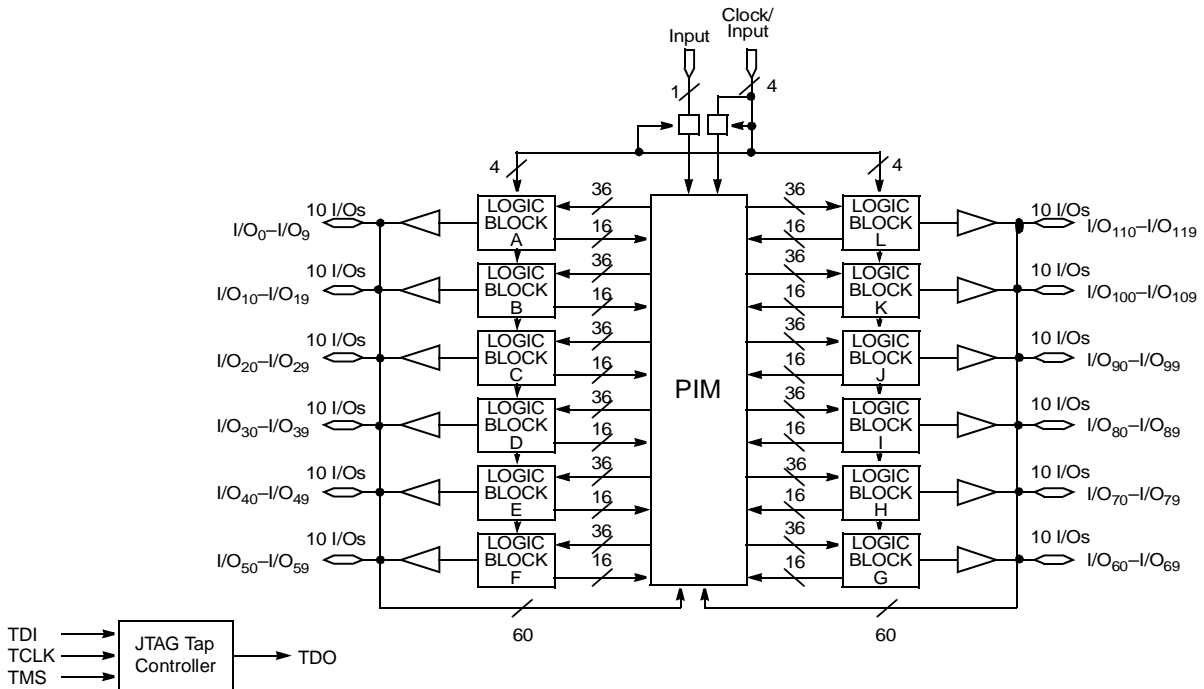 Clock/
Input
Input
1
4
4
4
10 I/Os
I/O0–I/O9
LOGIC
BLOCK
A
36
16
36
16
LOGIC
BLOCK
L
10 I/Os
I/O110–I/O119
10 I/Os
I/O10–I/O19
LOGIC
BLOCK
B
36
16
36
16
LOGIC
BLOCK
K
10 I/Os
I/O100–I/O109
10 I/Os
I/O20–I/O29
LOGIC
BLOCK
C
36
16
PIM
36
16
LOGIC
BLOCK
J
10 I/Os
I/O90–I/O99
10 I/Os
I/O30–I/O39
LOGIC
BLOCK
D
36
16
36
16
LOGIC
BLOCK
I
10 I/Os
I/O80–I/O89
10 I/Os
I/O40–I/O49
LOGIC
BLOCK
E
36
16
36
16
LOGIC
BLOCK
H
10 I/Os
I/O70–I/O79
10 I/Os
I/O50–I/O59
LOGIC
BLOCK
F
36
16
36
16
LOGIC
BLOCK
G
10 I/Os
I/O60–I/O69
60
60
TDI
TCLK
TMS
JTAG Tap
Controller
TDO